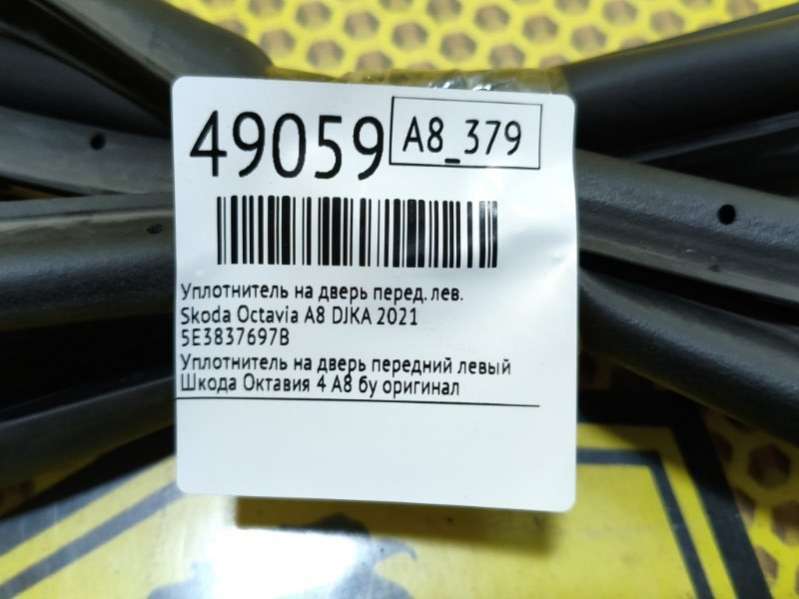 49059
A8_379
Уплотнитель на дверь перед. лев.
Skoda Octavia A8 DJKA 2021
5E3837697B
Уплотнитель на дверь передний левый
Шкода Октавия 4 А8 бу оригинал